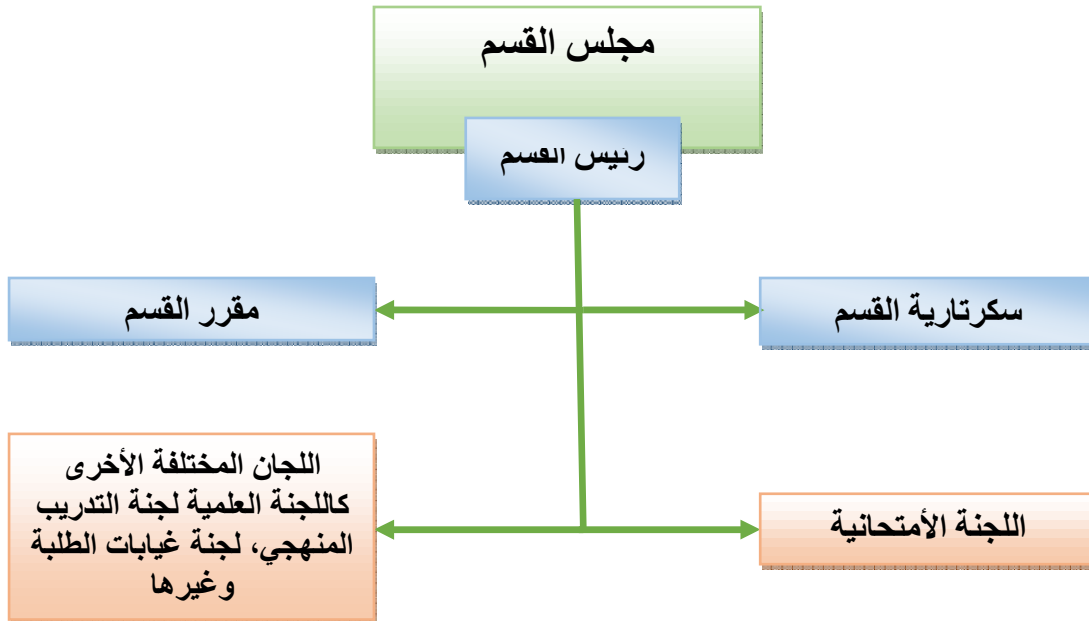 مجلس القسم
رئيس القسم
سكرتارية القسم
مقرر القسم
اللجنة الأمتحانية
اللجان المختلفة الأخرى
كاللجنة العلمية لجنة التدريب
المنهجي، لجنة غيابات الطلبة
وغيرها